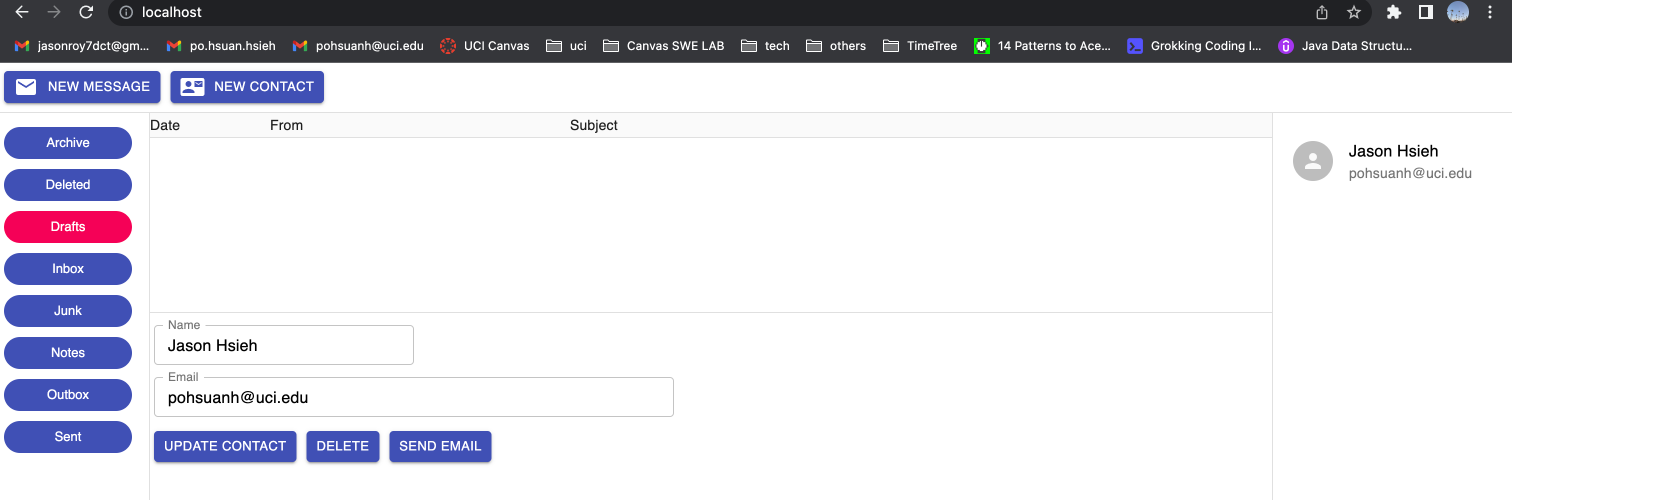 localhost
jasonroy7dct@gm... po.hsuan.hsieh pohsuanh@uci.edu UCI Canvas uci Canvas SWE LAB tech others TimeTree 14 Patterns to Ace... Grokking Coding I... Java Data Structu...
NEW MESSAGE NEW CONTACT
Date From Subject
Archive
Deleted
Drafts
Inbox
Junk
Notes
Outbox
Sent
Name
Jason Hsieh
Email
pohsuanh@uci.edu
UPDATE CONTACT DELETE SEND EMAIL
Jason Hsieh
pohsuanh@uci.edu